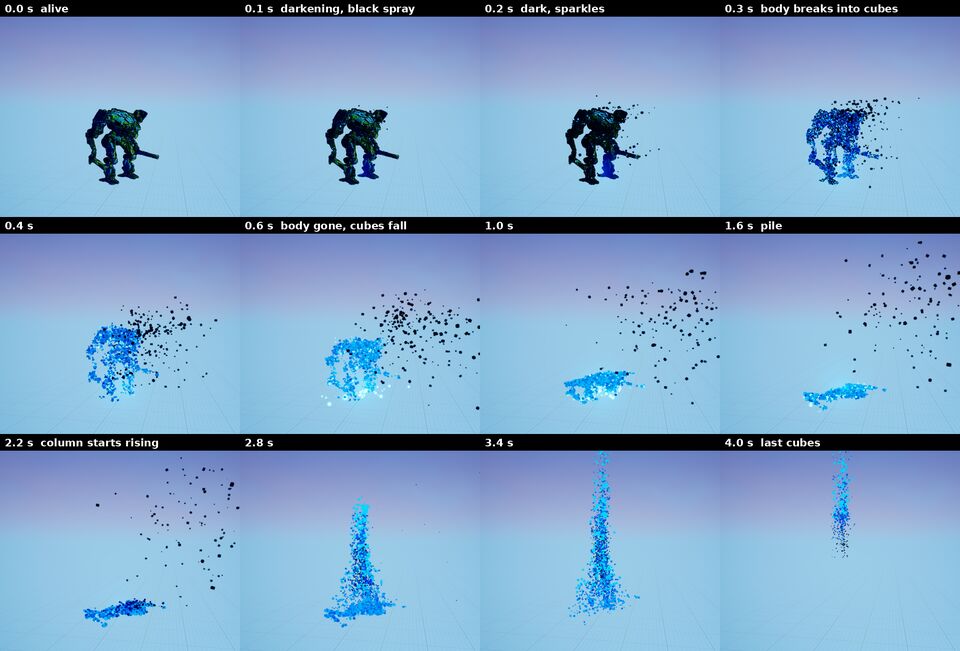 0.0 s alive
0.1 s darkening, black spray
0.2 s dark, sparkles
0.3 s body breaks into cubes
0.4 s
0.6 s body gone, cubes fall
1.0 s
1.6 s pile
2.2 s column starts rising
2.8 s
3.4 s
4.0 s last cubes